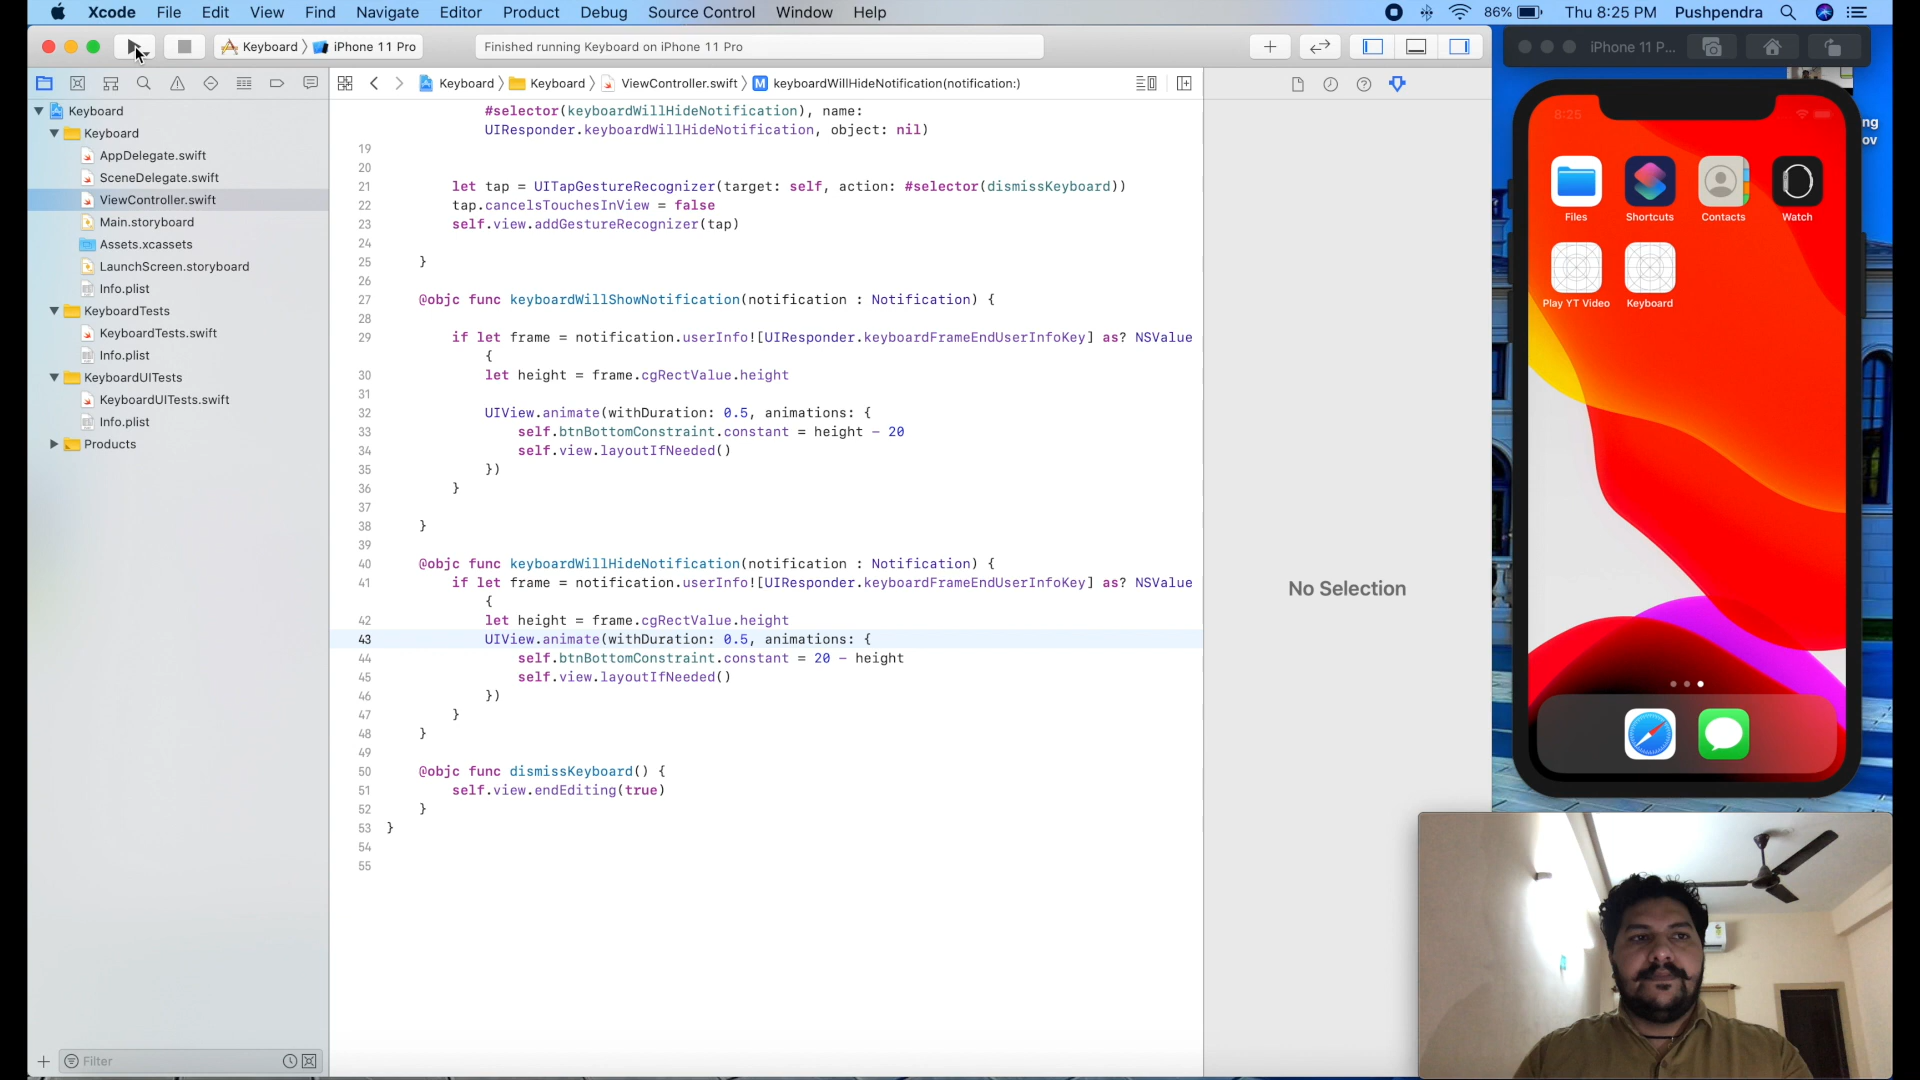 Xcode File Edit View Find Navigate Editor Product Debug Source Control Window Help 86% Thu 8:25 PM Pushpendra
Keyboard iPhone 11 Pro Finished running Keyboard on iPhone 11 Pro
iPhone 11 P...
Keyboard Keyboard ViewController.swift M keyboardWillHideNotification(notification:)
Keyboard
Keyboard
AppDelegate.swift
SceneDelegate.swift
ViewController.swift
Main.storyboard
Assets.xcassets
LaunchScreen.storyboard
Info.plist
KeyboardTests
KeyboardTests.swift
Info.plist
KeyboardUITests
KeyboardUITests.swift
Info.plist
Products
Filter
#selector(keyboardWillHideNotification), name:
UIResponder.keyboardWillHideNotification, object: nil)
19
20
21 let tap = UITapGestureRecognizer(target: self, action: #selector(dismissKeyboard))
22 tap.cancelsTouchesInView = false
23 self.view.addGestureRecognizer(tap)
24
25 }
26
27 @objc func keyboardWillShowNotification(notification : Notification) {
28
29 if let frame = notification.userInfo![UIResponder.keyboardFrameEndUserInfoKey] as? NSValue
{
30 let height = frame.cgRectValue.height
31
32 UIView.animate(withDuration: 0.5, animations: {
33 self.btnBottomConstraint.constant = height - 20
34 self.view.layoutIfNeeded()
35 })
36 }
37
38 }
39
40 @objc func keyboardWillHideNotification(notification : Notification) {
41 if let frame = notification.userInfo![UIResponder.keyboardFrameEndUserInfoKey] as? NSValue
{
42 let height = frame.cgRectValue.height
43 UIView.animate(withDuration: 0.5, animations: {
44 self.btnBottomConstraint.constant = 20 - height
45 self.view.layoutIfNeeded()
46 })
47 }
48 }
49
50 @objc func dismissKeyboard() {
51 self.view.endEditing(true)
52 }
53 }
54
55
No Selection
8:25
Files Shortcuts Contacts Watch
Play YT Video Keyboard
ng
ov